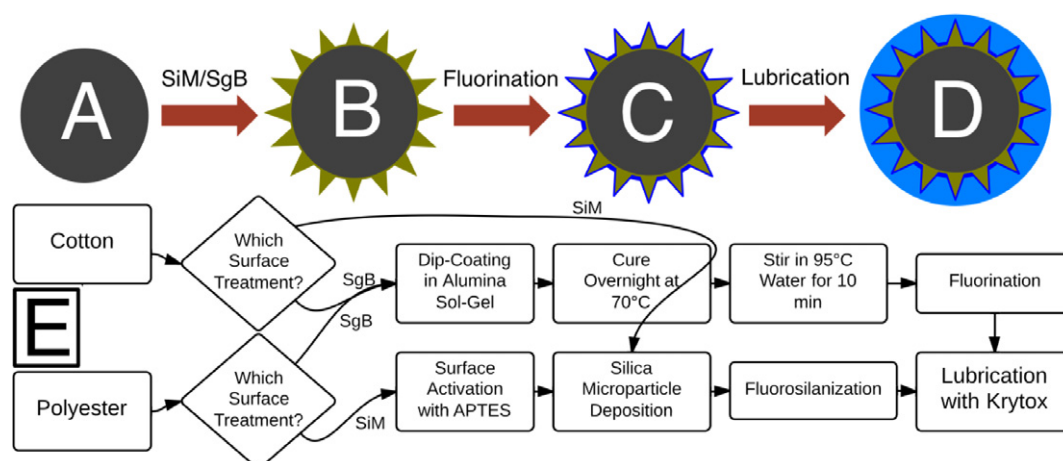 A
SiM/SgB
B
Fluorination
C
Lubrication
D
Cotton
Which
Surface
Treatment?
SiM
SgB
SgB
Dip-Coating
in Alumina
Sol-Gel
Cure
Overnight at
70°C
Stir in 95°C
Water for 10
min
Fluorination
E
Polyester
Which
Surface
Treatment?
SiM
Surface
Activation
with APTES
Silica
Microparticle
Deposition
Fluorosilanization
Lubrication
with Krytox